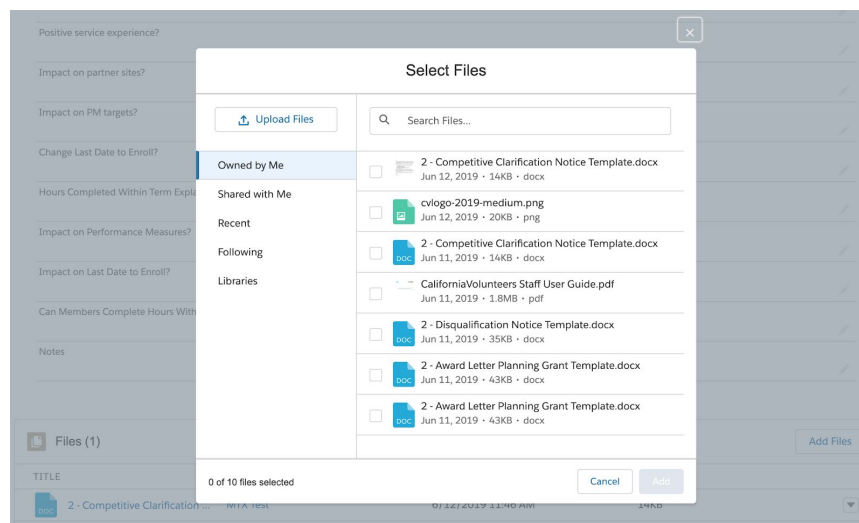 Positive service experience?
Impact on partner sites?
Impact on PM targets?
Change Last Date to Enroll?
Hours Completed Within Term Expla
Impact on Performance Measures?
Impact on Last Date to Enroll?
Can Members Complete Hours With
Notes
Select Files
Upload Files
Search Files...
Owned by Me
Shared with Me
Recent
Following
Libraries
2 - Competitive Clarification Notice Template.docx
Jun 12, 2019 • 14KB • docx
cvlogo-2019-medium.png
Jun 12, 2019 • 20KB • png
DOC
2 - Competitive Clarification Notice Template.docx
Jun 11, 2019 • 14KB • docx
CaliforniaVolunteers Staff User Guide.pdf
Jun 11, 2019 • 1.8MB • pdf
DOC
2 - Disqualification Notice Template.docx
Jun 11, 2019 • 35KB • docx
DOC
2 - Award Letter Planning Grant Template.docx
Jun 11, 2019 • 43KB • docx
DOC
2 - Award Letter Planning Grant Template.docx
Jun 11, 2019 • 43KB • docx
0 of 10 files selected
Cancel
Add
Files (1)
Add Files
TITLE
DOC
2 - Competitive Clarification ...
MTX Test
6/12/2019 11:46 AM
14KB